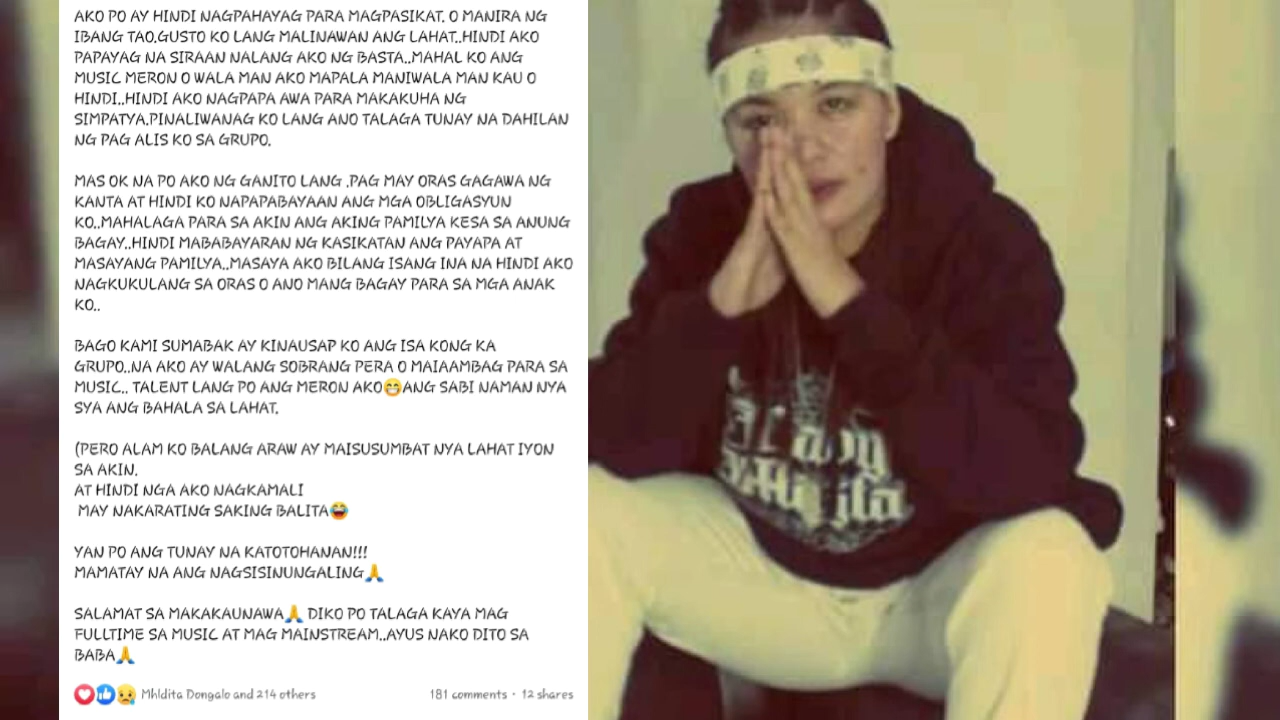 AKO PO AY HINDI NAGPAHAYAG PARA MAGPASIKAT. O MANIRA NG
IBANG TAO.GUSTO KO LANG MALINAWAN ANG LAHAT..HINDI AKO
PAPAYAG NA SIRAAN NALANG AKO NG BASTA..MAHAL KO ANG
MUSIC MERON O WALA MAN AKO MAPALA MANIWALA MAN KAU O
HINDI..HINDI AKO NAGPAPA AWA PARA MAKAKUHA NG
SIMPATYA.PINALIWANAG KO LANG ANO TALAGA TUNAY NA DAHILAN
NG PAG ALIS KO SA GRUPO.
MAS OK NA PO AKO NG GANITO LANG .PAG MAY ORAS GAGAWA NG
KANTA AT HINDI KO NAPAPABAYAAN ANG MGA OBLIGASYUN
KO..MAHALAGA PARA SA AKIN ANG AKING PAMILYA KESA SA ANUNG
BAGAY..HINDI MABABAYARAN NG KASIKATAN ANG PAYAPA AT
MASAYANG PAMILYA..MASAYA AKO BILANG ISANG INA NA HINDI AKO
NAGKUKULANG SA ORAS O ANO MANG BAGAY PARA SA MGA ANAK
KO..
BAGO KAMI SUMABAK AY KINAUSAP KO ANG ISA KONG KA
GRUPO..NA AKO AY WALANG SOBRANG PERA O MAIAAMBAG PARA SA
MUSIC.. TALENT LANG PO ANG MERON AKO😁ANG SABI NAMAN NYA
SYA ANG BAHALA SA LAHAT.
(PERO ALAM KO BALANG ARAW AY MAISUSUMBAT NYA LAHAT IYON
SA AKIN.
AT HINDI NGA AKO NAGKAMALI
MAY NAKARATING SAKING BALITA😂
YAN PO ANG TUNAY NA KATOTOHANAN!!!
MAMATAY NA ANG NAGSISINUNGALING🙏
SALAMAT SA MAKAKAUNAWA🙏 DIKO PO TALAGA KAYA MAG
FULLTIME SA MUSIC AT MAG MAINSTREAM..AYUS NAKO DITO SA
BABA🙏
Mhldita Dongalo and 214 others
181 comments · 12 shares